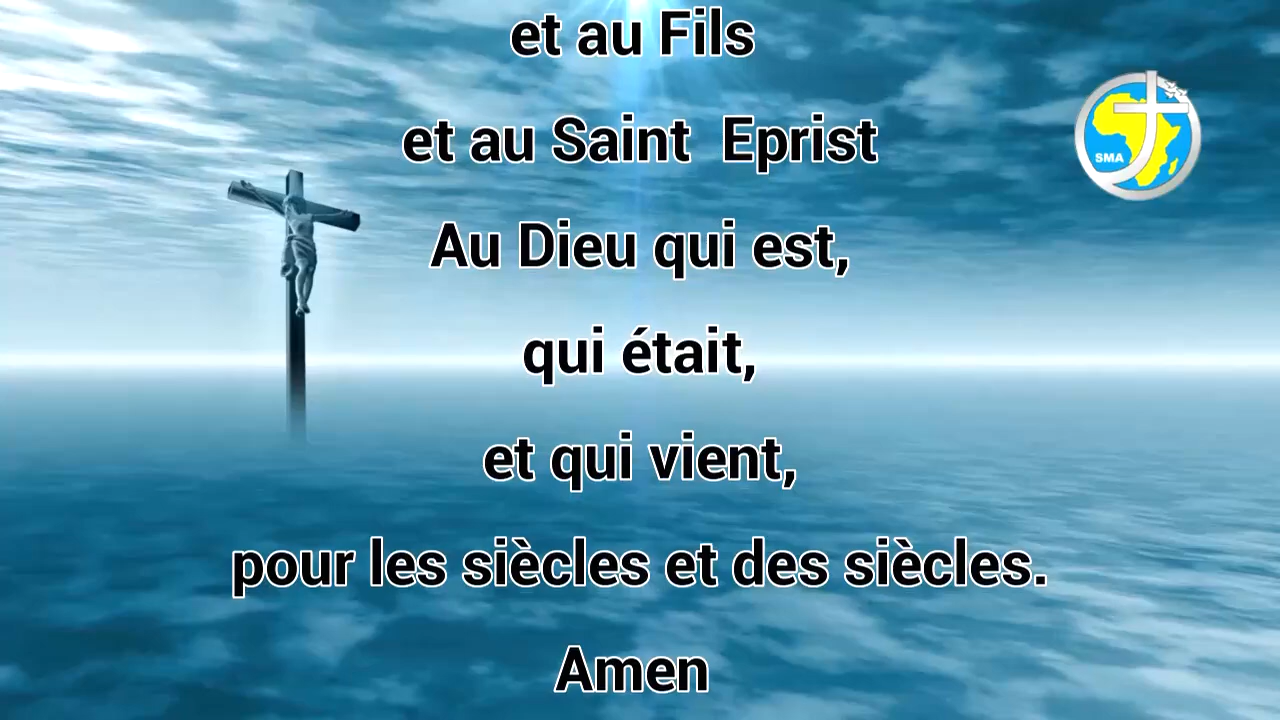 et au Fils
et au Saint Eprist
SMA
Au Dieu qui est,
qui était,
et qui vient,
pour les siècles et des siècles.
Amen